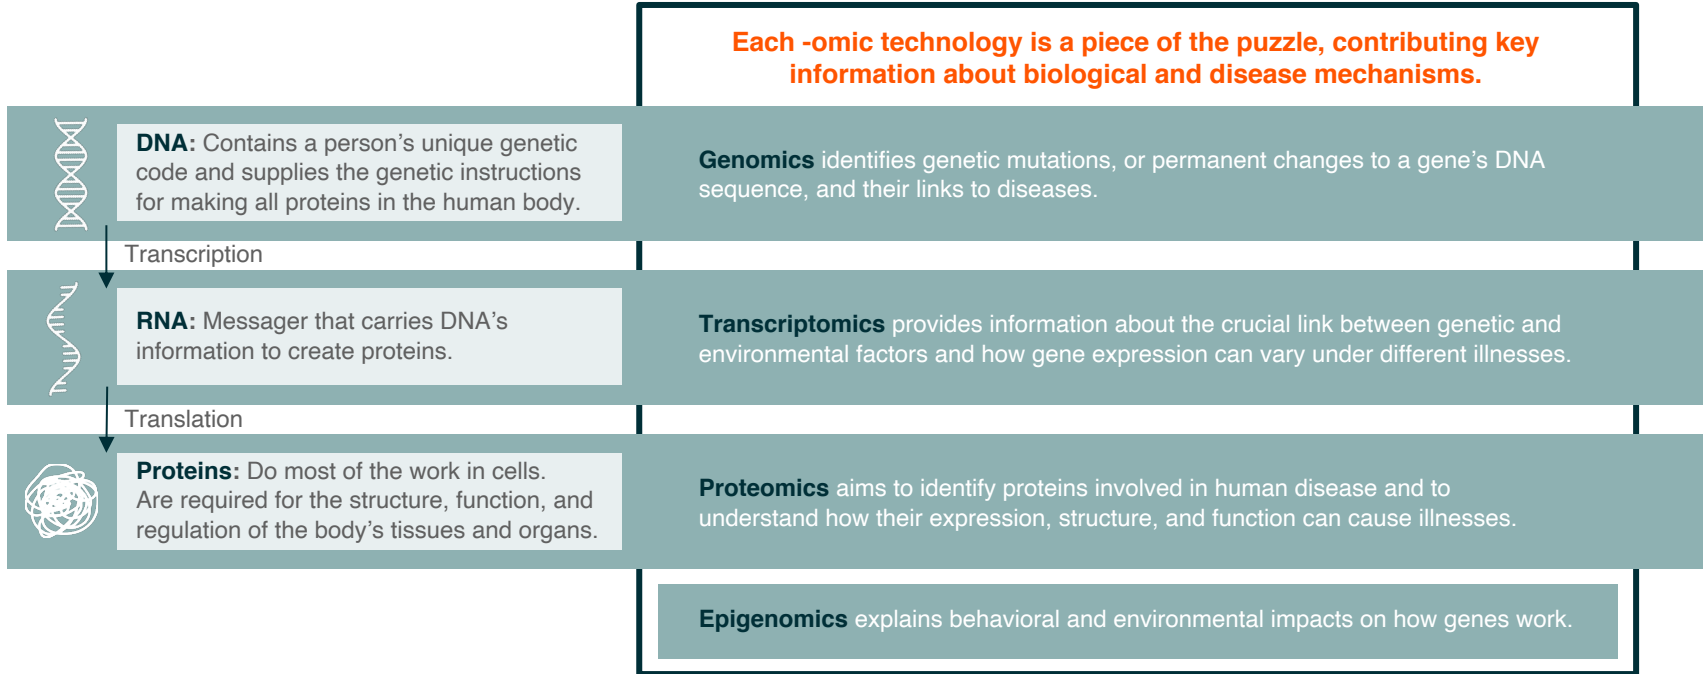 Each -omic technology is a piece of the puzzle, contributing key
information about biological and disease mechanisms.
DNA: Contains a person’s unique genetic
code and supplies the genetic instructions
for making all proteins in the human body.
Genomics identifies genetic mutations, or permanent changes to a gene’s DNA
sequence, and their links to diseases.
Transcription
RNA: Messager that carries DNA’s
information to create proteins.
Transcriptomics provides information about the crucial link between genetic and
environmental factors and how gene expression can vary under different illnesses.
Translation
Proteins: Do most of the work in cells.
Are required for the structure, function, and
regulation of the body’s tissues and organs.
Proteomics aims to identify proteins involved in human disease and to
understand how their expression, structure, and function can cause illnesses.
Epigenomics explains behavioral and environmental impacts on how genes work.